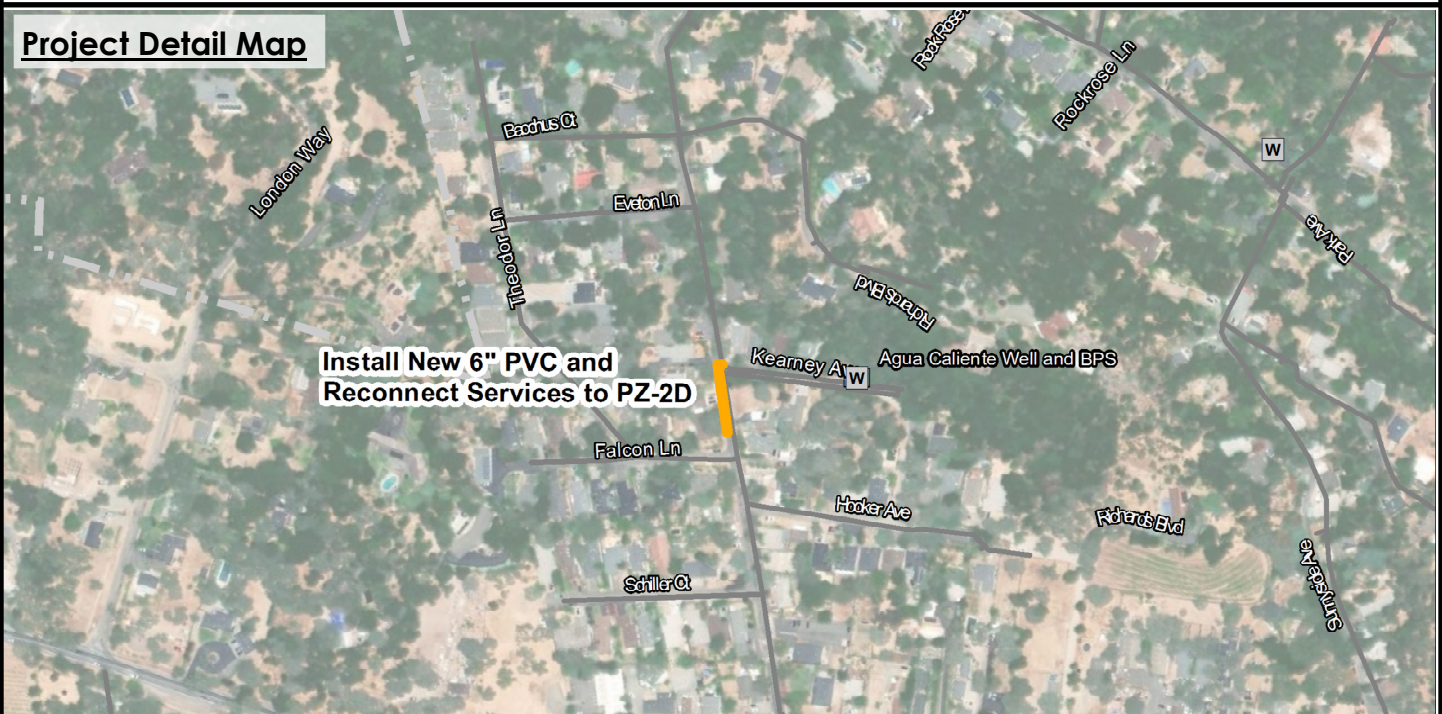 Project Detail Map
Rock Rose
Rockrose Ln
W
Bacchus Ct
London Way
Eveton Ln
Theodor Ln
Park Ave
Richards Blvd
Install New 6" PVC and
Reconnect Services to PZ-2D
Kearney Ave
W
Agua Caliente Well and BPS
Falcon Ln
Hooker Ave
Richards Blvd
Schiller Ct
Sunnyside Ave